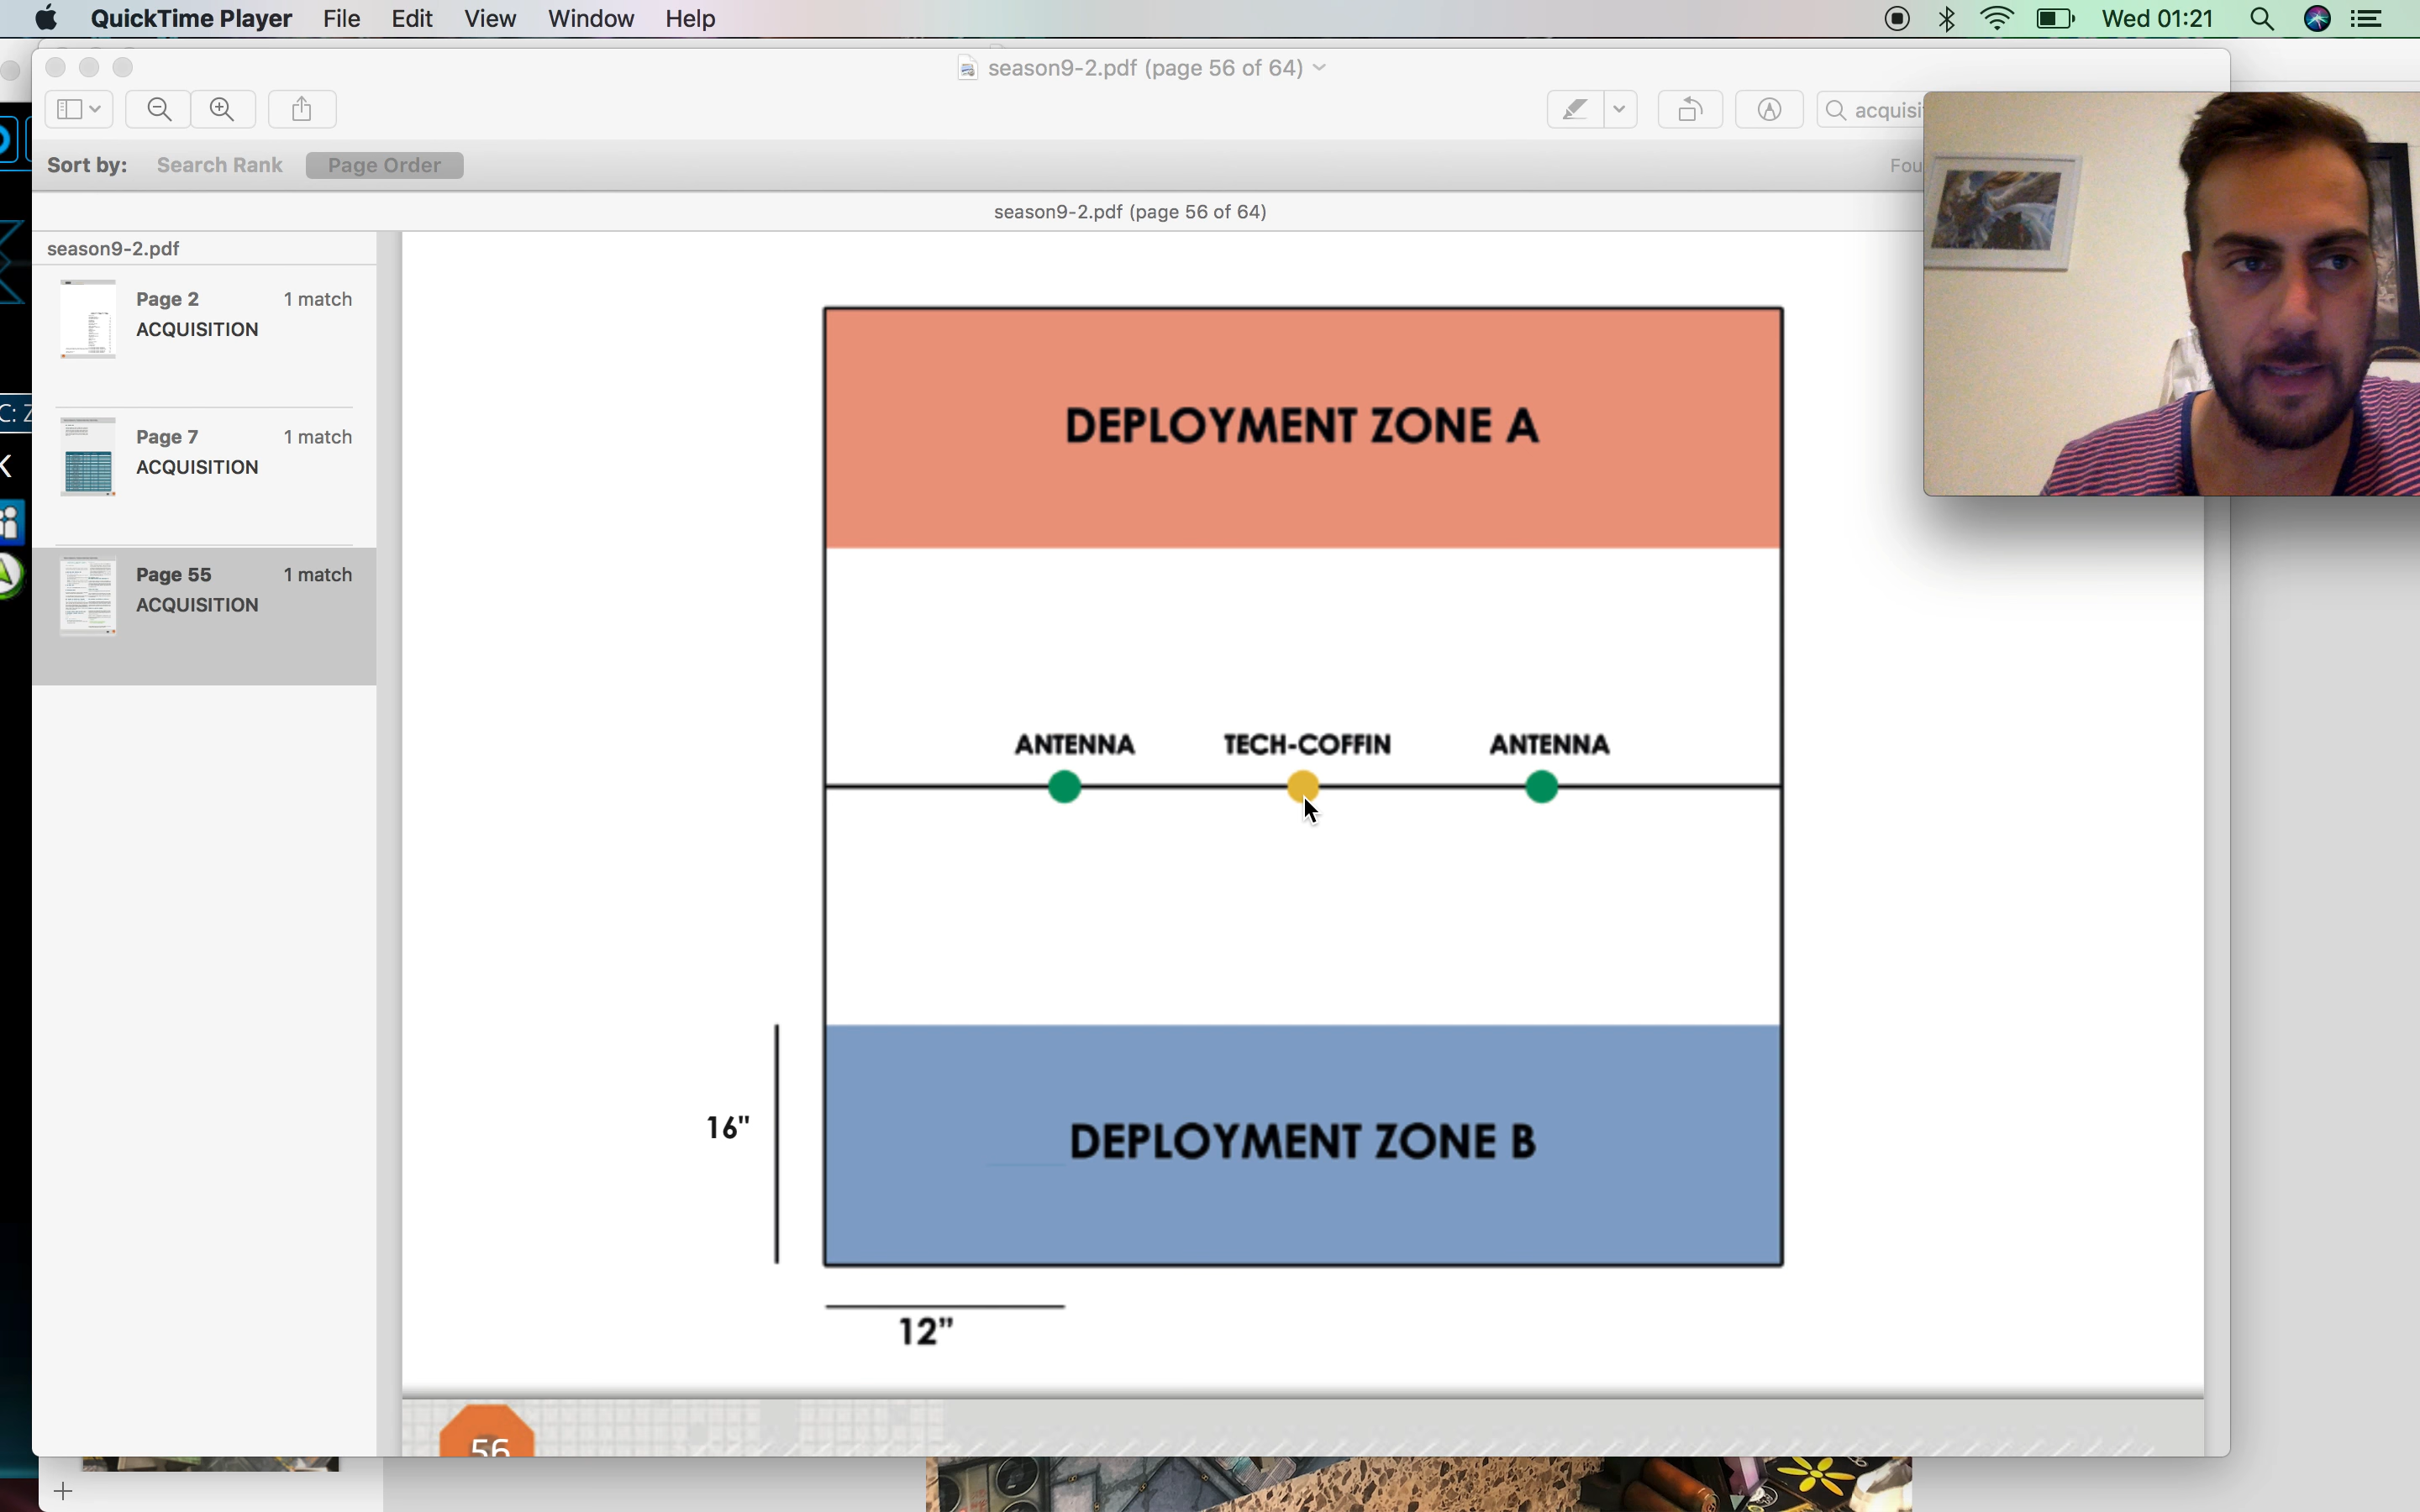 QuickTime Player File Edit View Window Help Wed 01:21
season9-2.pdf (page 56 of 64)
Sort by: Search Rank Page Order
season9-2.pdf (page 56 of 64)
season9-2.pdf
Page 2 1 match
ACQUISITION
Page 7 1 match
ACQUISITION
Page 55 1 match
ACQUISITION
DEPLOYMENT ZONE A
ANTENNA TECH-COFFIN ANTENNA
DEPLOYMENT ZONE B
16"
12”
56